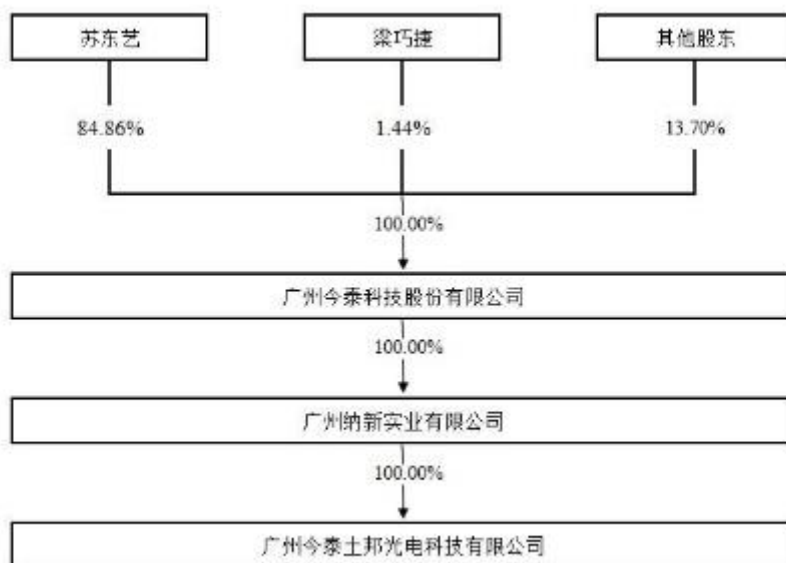 苏东艺
梁巧捷
其他股东
84.86%
1.44%
13.70%
100.00%
广州今泰科技股份有限公司
100.00%
广州纳新实业有限公司
100.00%
广州今泰土邦光电科技有限公司